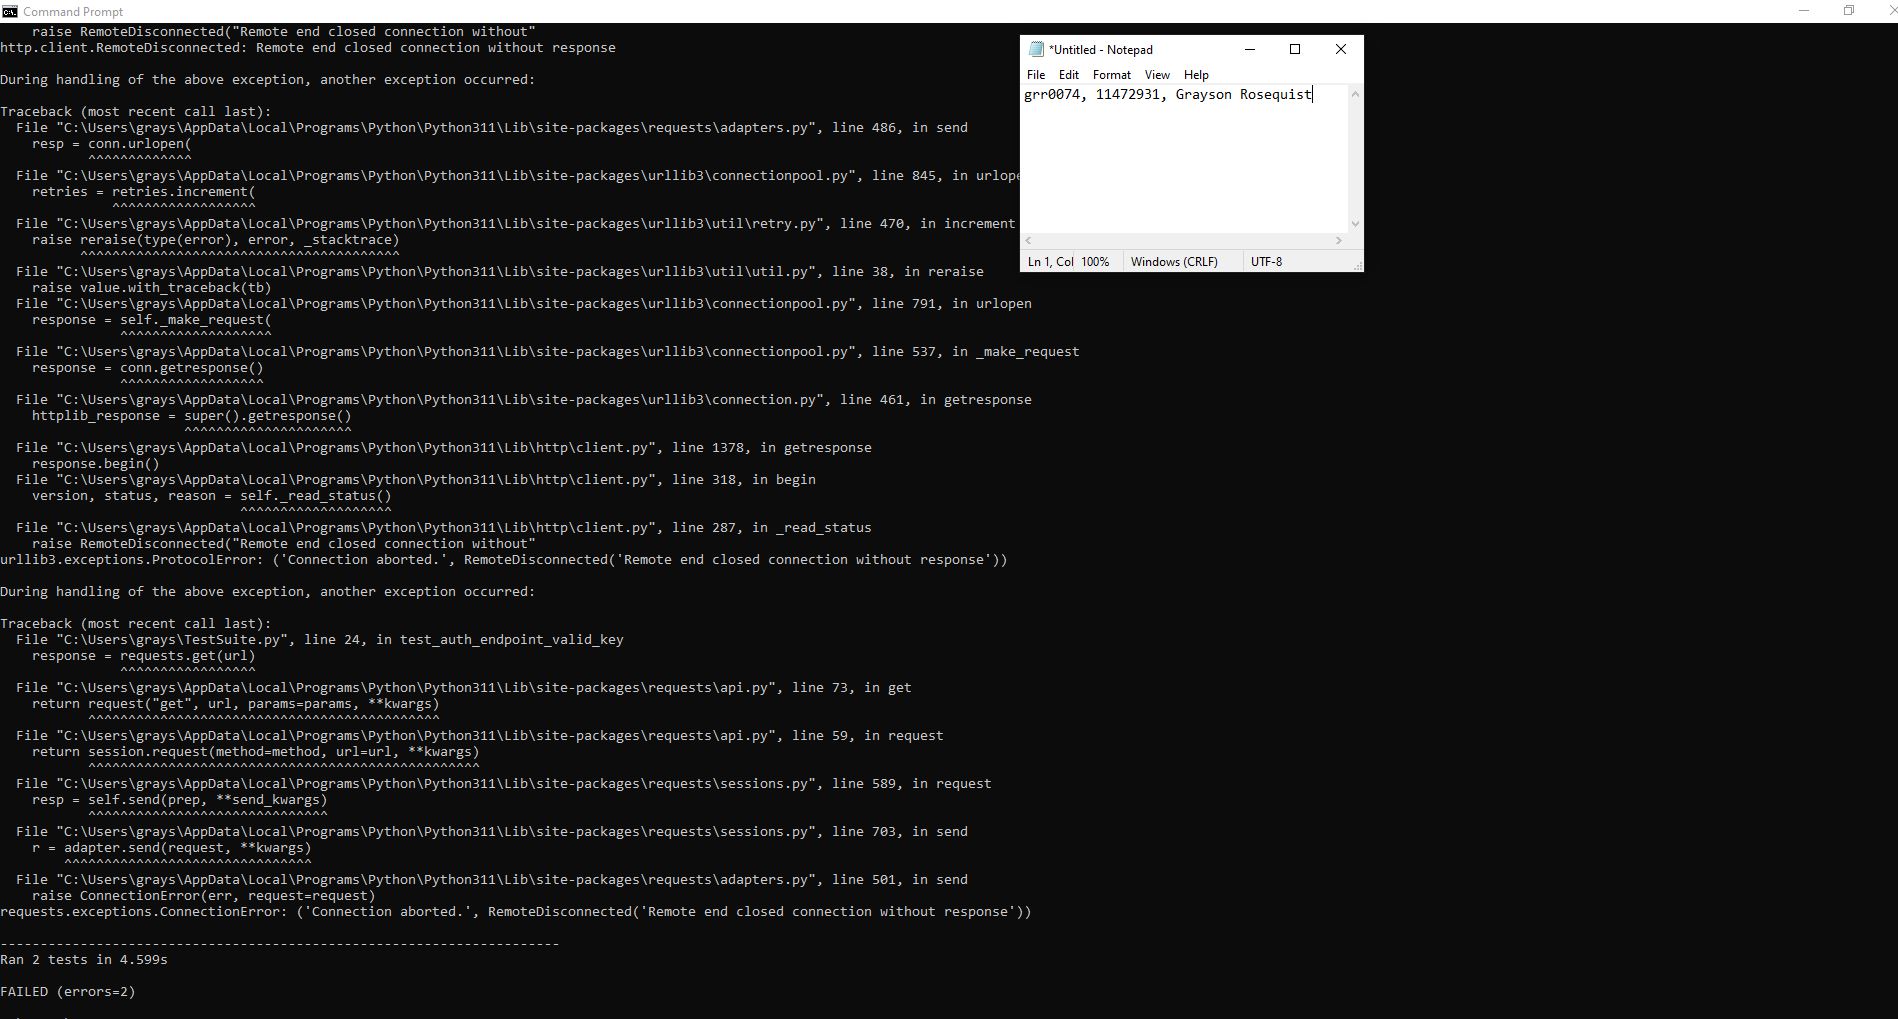 Command Prompt
    raise RemoteDisconnected("Remote end closed connection without"
http.client.RemoteDisconnected: Remote end closed connection without response
During handling of the above exception, another exception occurred:
Traceback (most recent call last):
  File "C:\Users\grays\AppData\Local\Programs\Python\Python311\Lib\site-packages\requests\adapters.py", line 486, in send
    resp = conn.urlopen(
           ^^^^^^^^^^^^^
  File "C:\Users\grays\AppData\Local\Programs\Python\Python311\Lib\site-packages\urllib3\connectionpool.py", line 845, in urlope
    retries = retries.increment(
              ^^^^^^^^^^^^^^^^^^
  File "C:\Users\grays\AppData\Local\Programs\Python\Python311\Lib\site-packages\urllib3\util\retry.py", line 470, in increment
    raise reraise(type(error), error, _stacktrace)
          ^^^^^^^^^^^^^^^^^^^^^^^^^^^^^^^^^^^^^^^^
  File "C:\Users\grays\AppData\Local\Programs\Python\Python311\Lib\site-packages\urllib3\util\util.py", line 38, in reraise
    raise value.with_traceback(tb)
  File "C:\Users\grays\AppData\Local\Programs\Python\Python311\Lib\site-packages\urllib3\connectionpool.py", line 791, in urlopen
    response = self._make_request(
               ^^^^^^^^^^^^^^^^^^^
  File "C:\Users\grays\AppData\Local\Programs\Python\Python311\Lib\site-packages\urllib3\connectionpool.py", line 537, in _make_request
    response = conn.getresponse()
               ^^^^^^^^^^^^^^^^^^
  File "C:\Users\grays\AppData\Local\Programs\Python\Python311\Lib\site-packages\urllib3\connection.py", line 461, in getresponse
    httplib_response = super().getresponse()
                       ^^^^^^^^^^^^^^^^^^^^^
  File "C:\Users\grays\AppData\Local\Programs\Python\Python311\Lib\http\client.py", line 1378, in getresponse
    response.begin()
  File "C:\Users\grays\AppData\Local\Programs\Python\Python311\Lib\http\client.py", line 318, in begin
    version, status, reason = self._read_status()
                              ^^^^^^^^^^^^^^^^^^^
  File "C:\Users\grays\AppData\Local\Programs\Python\Python311\Lib\http\client.py", line 287, in _read_status
    raise RemoteDisconnected("Remote end closed connection without"
urllib3.exceptions.ProtocolError: ('Connection aborted.', RemoteDisconnected('Remote end closed connection without response'))
During handling of the above exception, another exception occurred:
Traceback (most recent call last):
  File "C:\Users\grays\TestSuite.py", line 24, in test_auth_endpoint_valid_key
    response = requests.get(url)
               ^^^^^^^^^^^^^^^^^
  File "C:\Users\grays\AppData\Local\Programs\Python\Python311\Lib\site-packages\requests\api.py", line 73, in get
    return request("get", url, params=params, **kwargs)
           ^^^^^^^^^^^^^^^^^^^^^^^^^^^^^^^^^^^^^^^^^^^^
  File "C:\Users\grays\AppData\Local\Programs\Python\Python311\Lib\site-packages\requests\api.py", line 59, in request
    return session.request(method=method, url=url, **kwargs)
           ^^^^^^^^^^^^^^^^^^^^^^^^^^^^^^^^^^^^^^^^^^^^^^^^^
  File "C:\Users\grays\AppData\Local\Programs\Python\Python311\Lib\site-packages\requests\sessions.py", line 589, in request
    resp = self.send(prep, **send_kwargs)
           ^^^^^^^^^^^^^^^^^^^^^^^^^^^^^^
  File "C:\Users\grays\AppData\Local\Programs\Python\Python311\Lib\site-packages\requests\sessions.py", line 703, in send
    r = adapter.send(request, **kwargs)
        ^^^^^^^^^^^^^^^^^^^^^^^^^^^^^^^
  File "C:\Users\grays\AppData\Local\Programs\Python\Python311\Lib\site-packages\requests\adapters.py", line 501, in send
    raise ConnectionError(err, request=request)
requests.exceptions.ConnectionError: ('Connection aborted.', RemoteDisconnected('Remote end closed connection without response'))
----------------------------------------------------------------------
Ran 2 tests in 4.599s
FAILED (errors=2)
*Untitled - Notepad
File Edit Format View Help
grr0074, 11472931, Grayson Rosequist
Ln 1, Col 100% Windows (CRLF) UTF-8